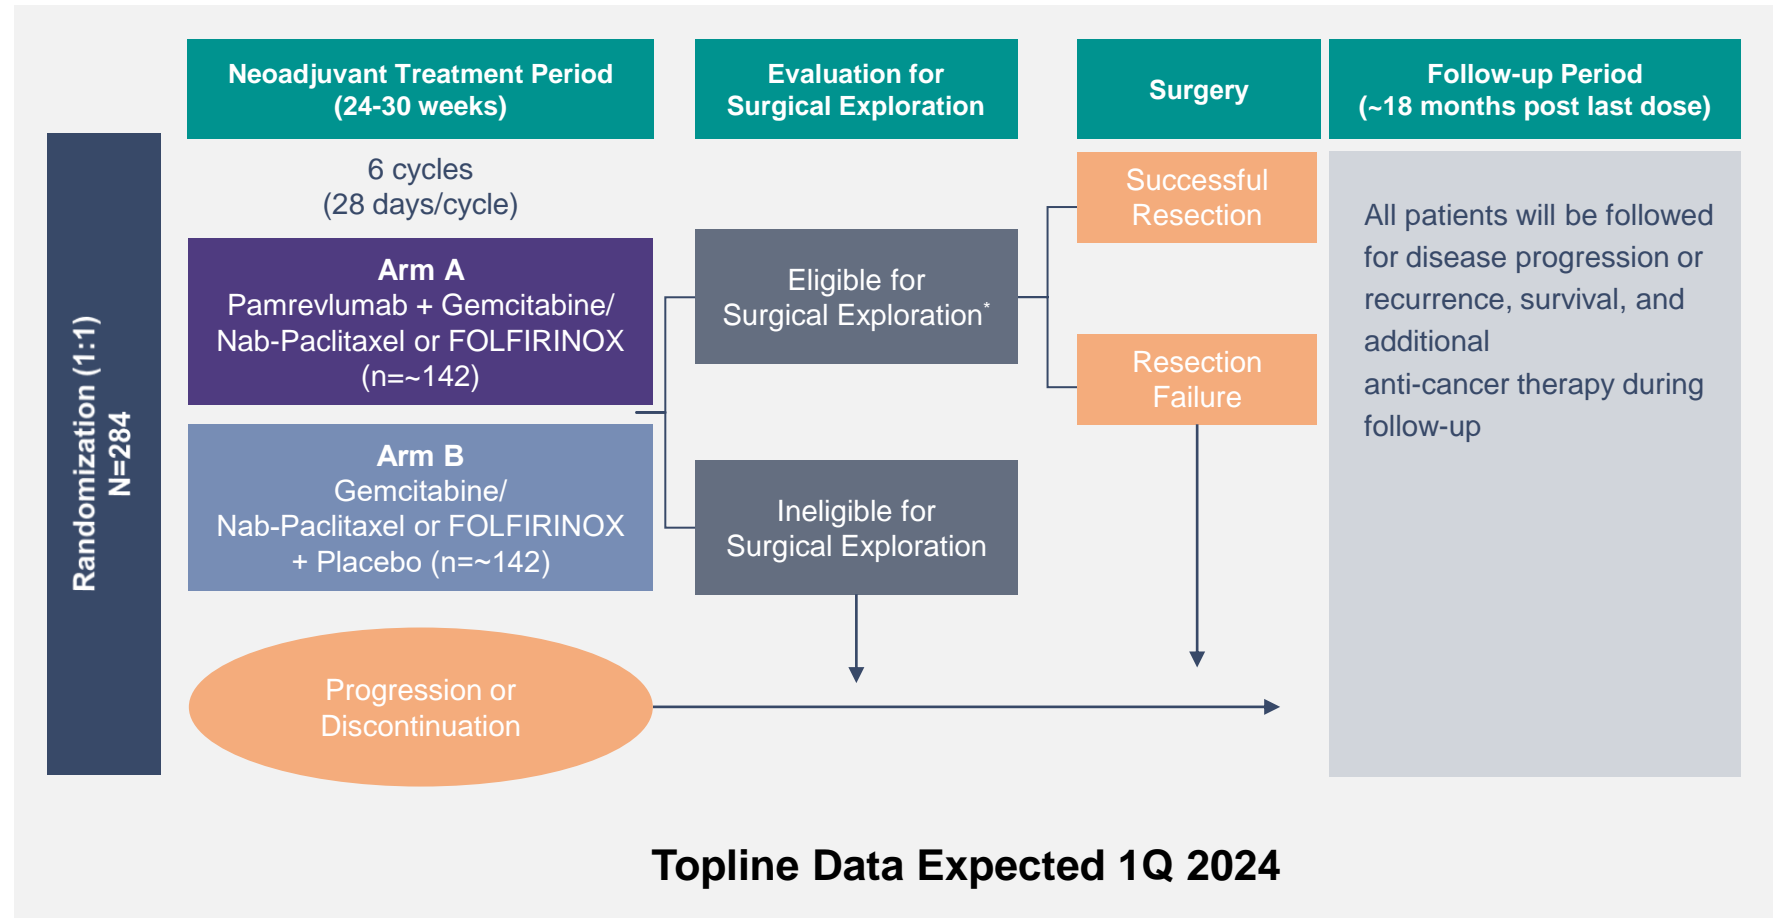 Neoadjuvant Treatment Period
(24-30 weeks)
Evaluation for
Surgical Exploration
Surgery
Follow-up Period
(~18 months post last dose)
Randomization (1:1)
N=284
6 cycles
(28 days/cycle)
Arm A
Pamrevlumab + Gemcitabine/
Nab-Paclitaxel or FOLFIRINOX
(n=~142)
Arm B
Gemcitabine/
Nab-Paclitaxel or FOLFIRINOX
+ Placebo (n=~142)
Progression or
Discontinuation
Eligible for
Surgical Exploration*
Ineligible for
Surgical Exploration
Successful
Resection
Resection
Failure
All patients will be followed
for disease progression or
recurrence, survival, and
additional
anti-cancer therapy during
follow-up
Topline Data Expected 1Q 2024